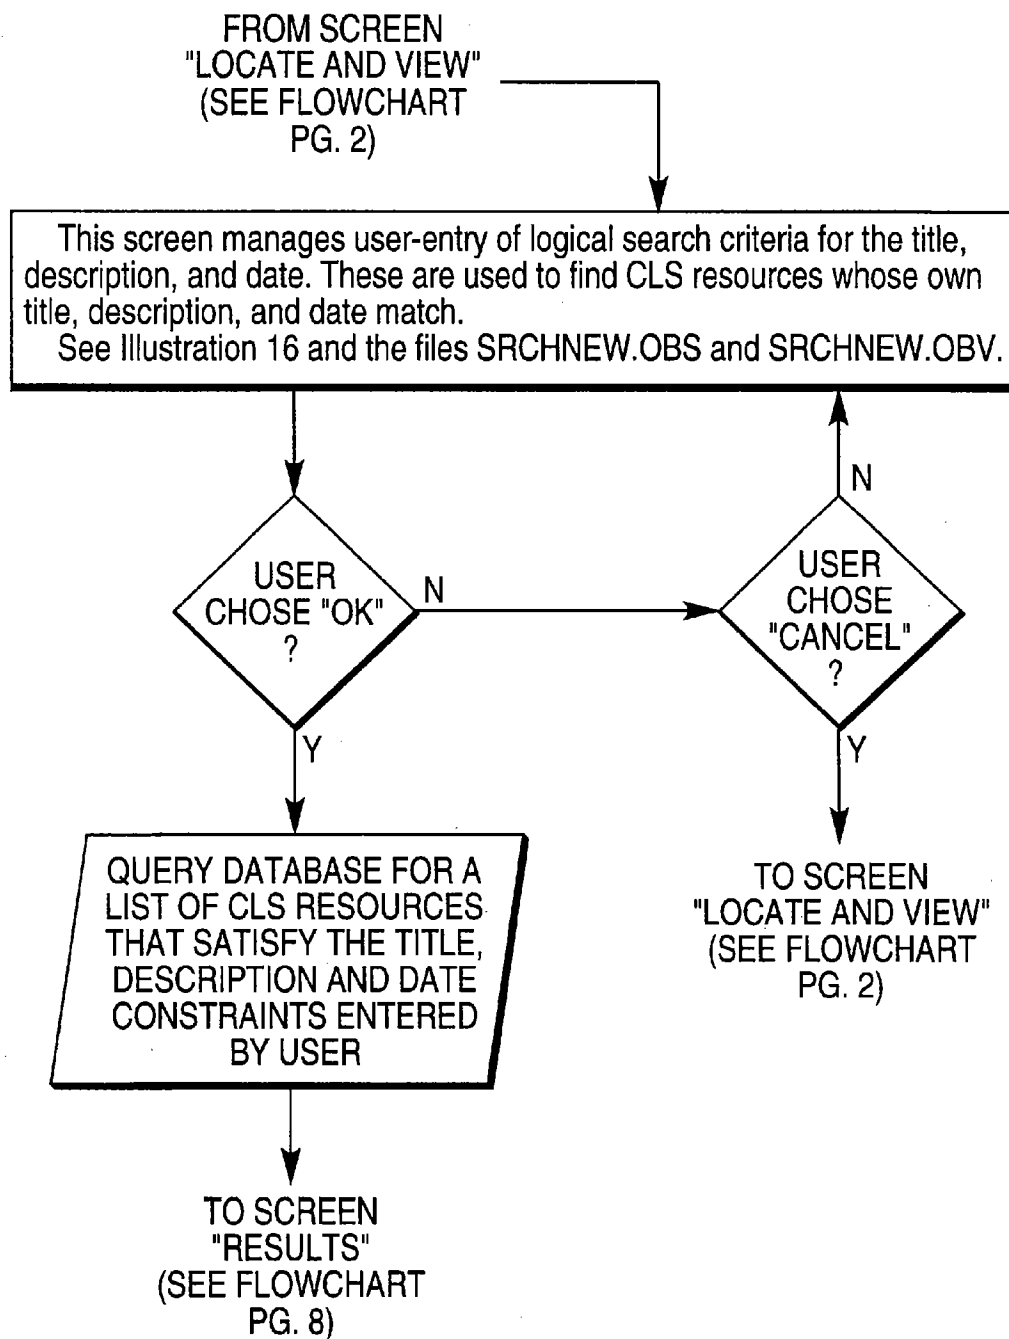 FROM SCREEN
"LOCATE AND VIEW"
(SEE FLOWCHART
PG. 2)
This screen manages user-entry of logical search criteria for the title,
description, and date. These are used to find CLS resources whose own
title, description, and date match.
See Illustration 16 and the files SRCHNEW.OBS and SRCHNEW.OBV.
USER
CHOSE "OK"
?
N
Y
USER
CHOSE
"CANCEL"
?
N
Y
QUERY DATABASE FOR A
LIST OF CLS RESOURCES
THAT SATISFY THE TITLE,
DESCRIPTION AND DATE
CONSTRAINTS ENTERED
BY USER
TO SCREEN
"LOCATE AND VIEW"
(SEE FLOWCHART
PG. 2)
TO SCREEN
"RESULTS"
(SEE FLOWCHART
PG. 8)